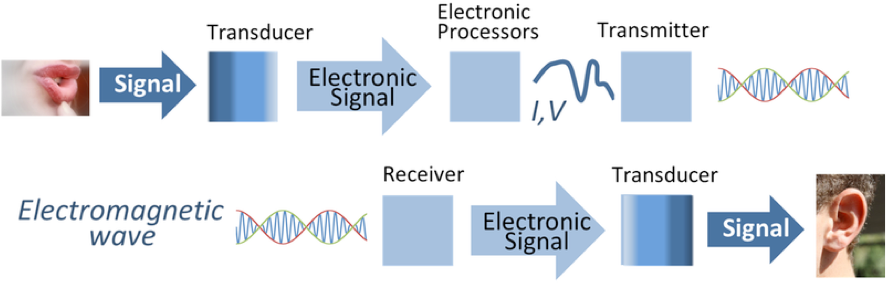 Transducer
Electronic
Processors
Transmitter
Signal
Electronic
Signal
I,V
Receiver
Transducer
Electromagnetic
wave
Electronic
Signal
Signal